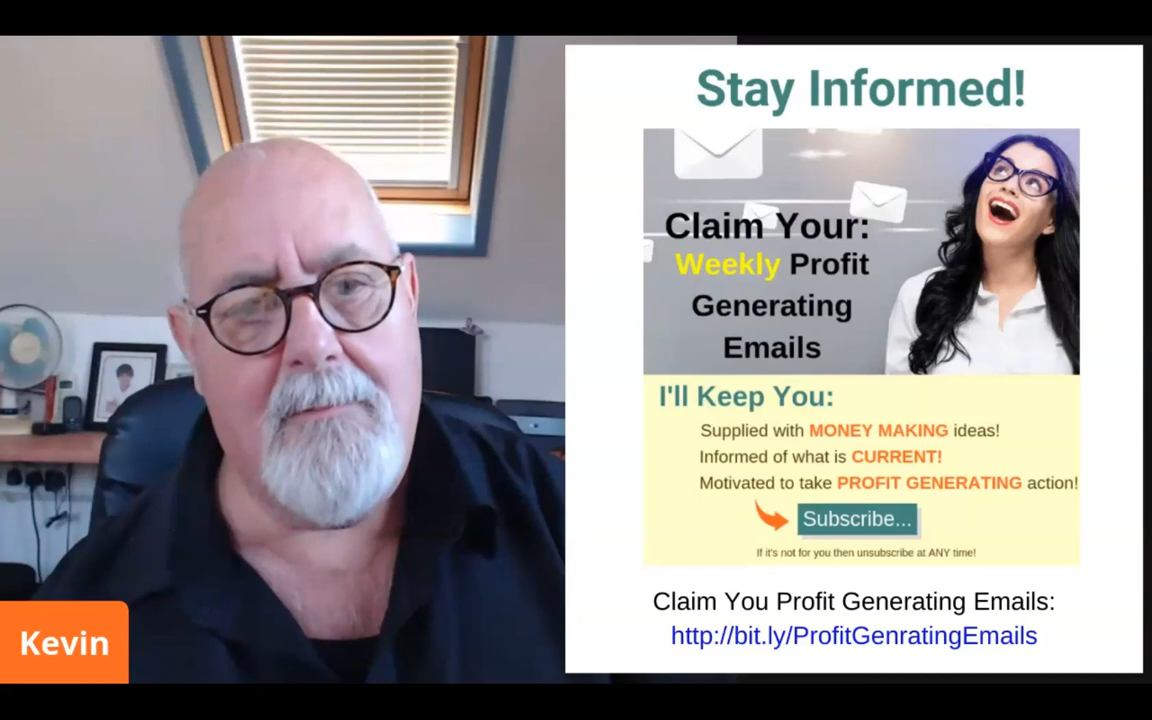 Stay Informed!
Claim Your:
Weekly Profit
Generating
Emails
I'll Keep You:
Supplied with MONEY MAKING ideas!
Informed of what is CURRENT!
Motivated to take PROFIT GENERATING action!
Subscribe...
If it's not for you then unsubscribe at ANY time!
Claim You Profit Generating Emails:
http://bit.ly/ProfitGenratingEmails
Kevin